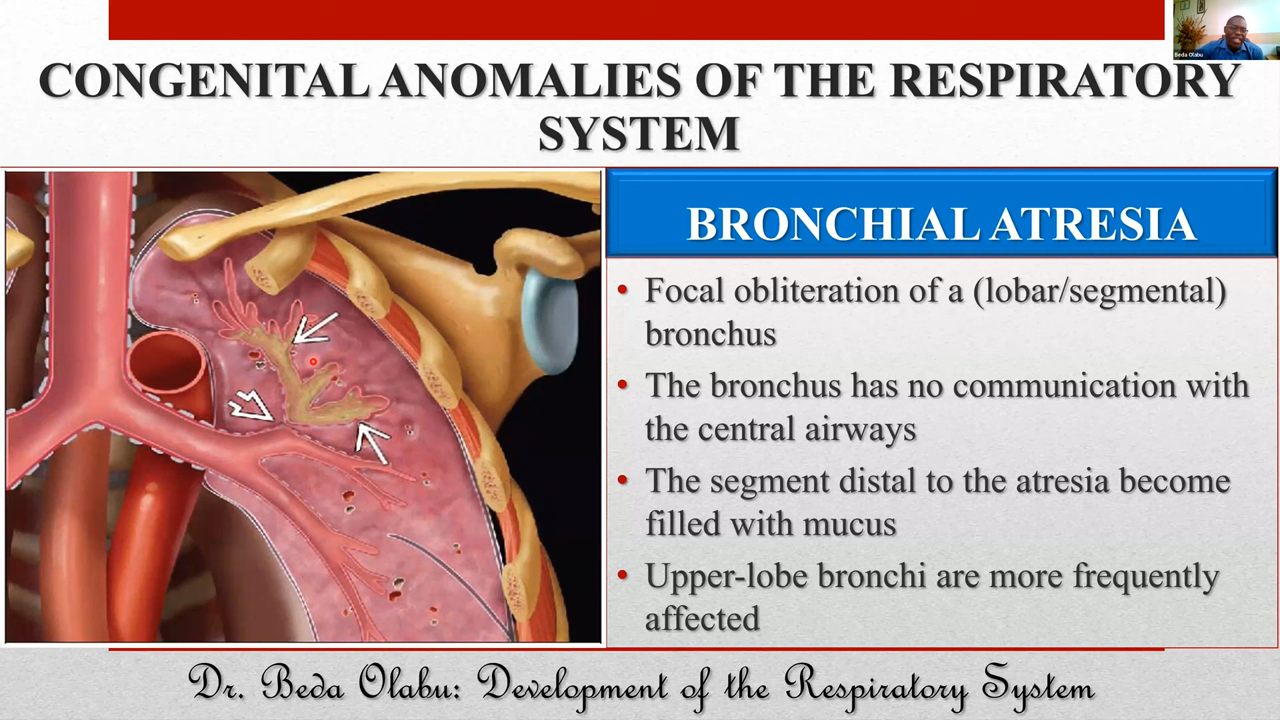 Beda Olabu
CONGENITAL ANOMALIES OF THE RESPIRATORY
SYSTEM
BRONCHIAL ATRESIA
• Focal obliteration of a (lobar/segmental)
bronchus
• The bronchus has no communication with
the central airways
• The segment distal to the atresia become
filled with mucus
• Upper-lobe bronchi are more frequently
affected
Dr. Beda Olabu: Development of the Respiratory System